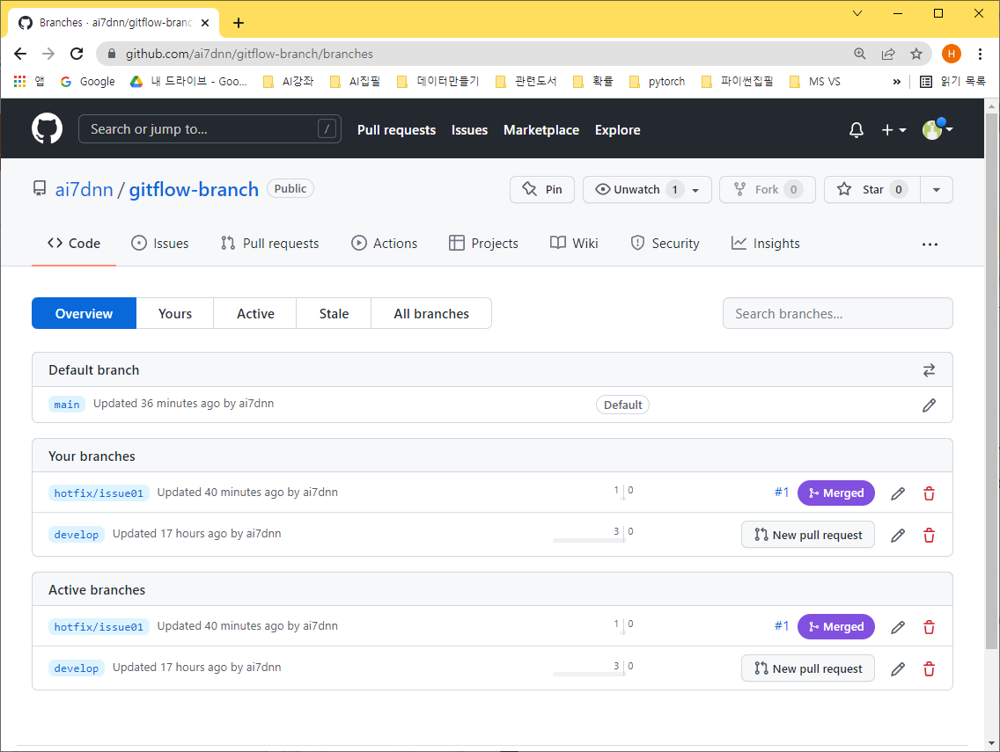 Branches · ai7dnn/gitflow-branc
github.com/ai7dnn/gitflow-branch/branches
H
앱 Google 내 드라이브 - Goo... AI강좌 AI집필 데이터만들기 관련도서 확률 pytorch 파이썬집필 MS VS » 읽기 목록
Search or jump to... / Pull requests Issues Marketplace Explore
ai7dnn / gitflow-branch Public Pin Unwatch 1 Fork 0 Star 0
Code Issues Pull requests Actions Projects Wiki Security Insights ...
Overview Yours Active Stale All branches Search branches...
Default branch
main Updated 36 minutes ago by ai7dnn Default
Your branches
hotfix/issue01 Updated 40 minutes ago by ai7dnn 1 0 #1 Merged
develop Updated 17 hours ago by ai7dnn 3 0 New pull request
Active branches
hotfix/issue01 Updated 40 minutes ago by ai7dnn 1 0 #1 Merged
develop Updated 17 hours ago by ai7dnn 3 0 New pull request